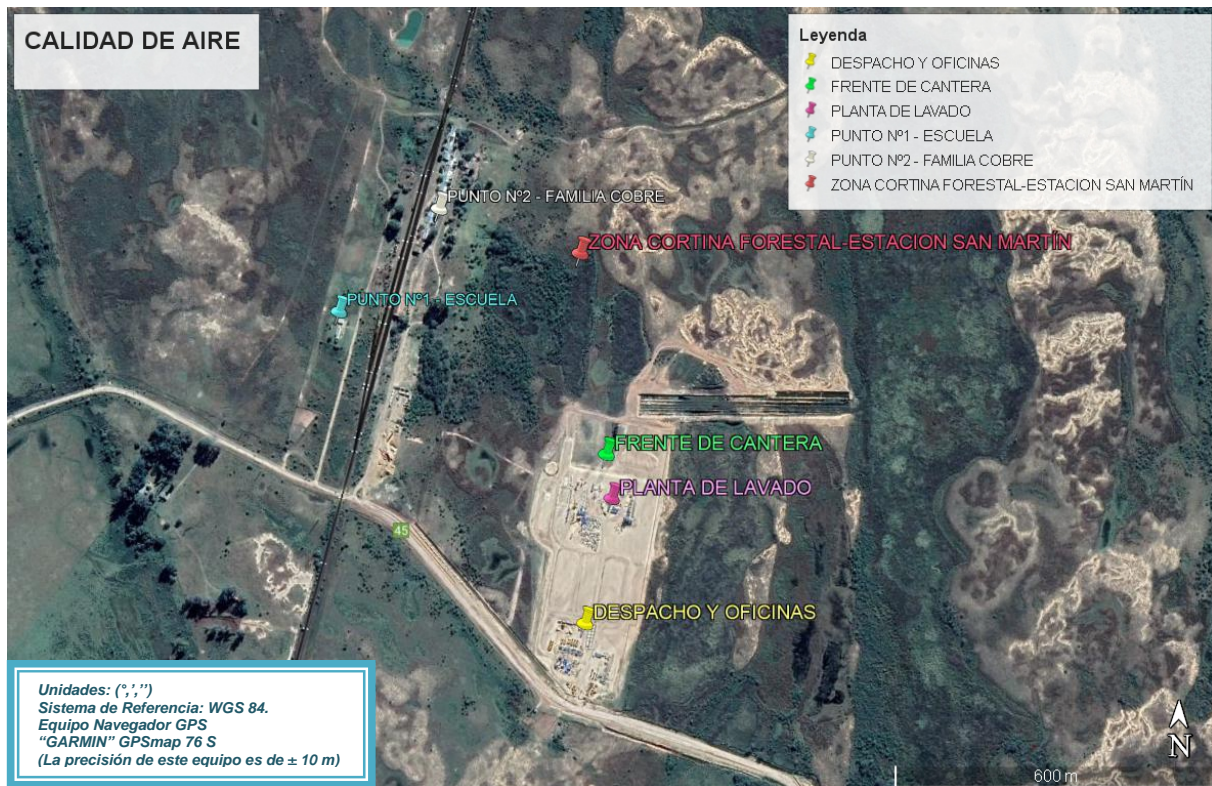 CALIDAD DE AIRE
Leyenda
DESPACHO Y OFICINAS
FRENTE DE CANTERA
PLANTA DE LAVADO
PUNTO Nº1 - ESCUELA
PUNTO Nº2 - FAMILIA COBRE
ZONA CORTINA FORESTAL-ESTACION SAN MARTÍN
PUNTO Nº2 - FAMILIA COBRE
ZONA CORTINA FORESTAL-ESTACION SAN MARTÍN
PUNTO Nº1 - ESCUELA
FRENTE DE CANTERA
PLANTA DE LAVADO
45
DESPACHO Y OFICINAS
Unidades: (°,’,’’)
Sistema de Referencia: WGS 84.
Equipo Navegador GPS
“GARMIN” GPSmap 76 S
(La precisión de este equipo es de ± 10 m)
N
600 m